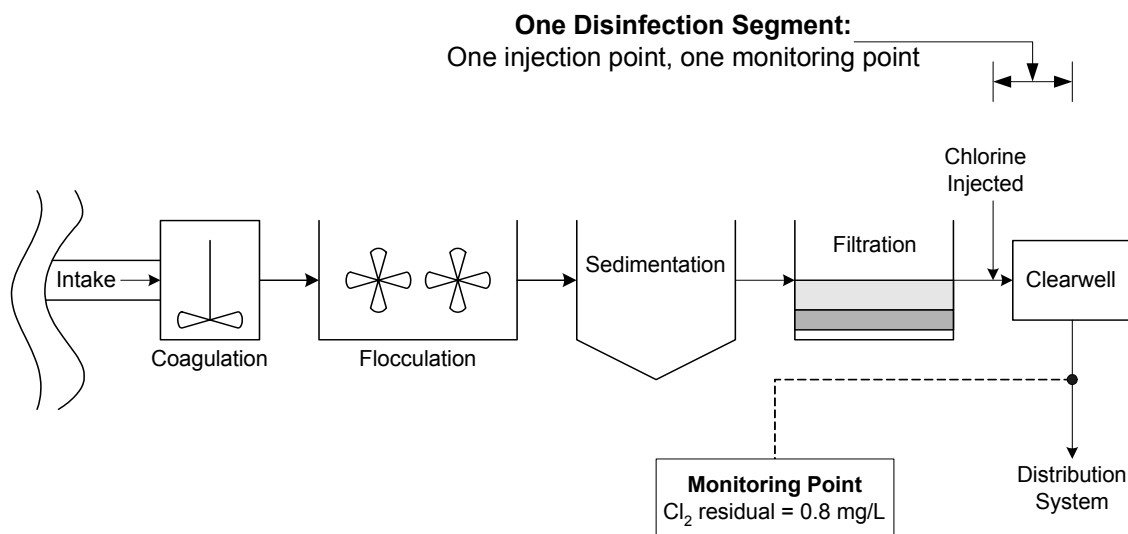 One Disinfection Segment:
One injection point, one monitoring point
Chlorine
Injected
Intake
Coagulation
Flocculation
Sedimentation
Filtration
Clearwell
Monitoring Point
Cl₂ residual = 0.8 mg/L
Distribution
System